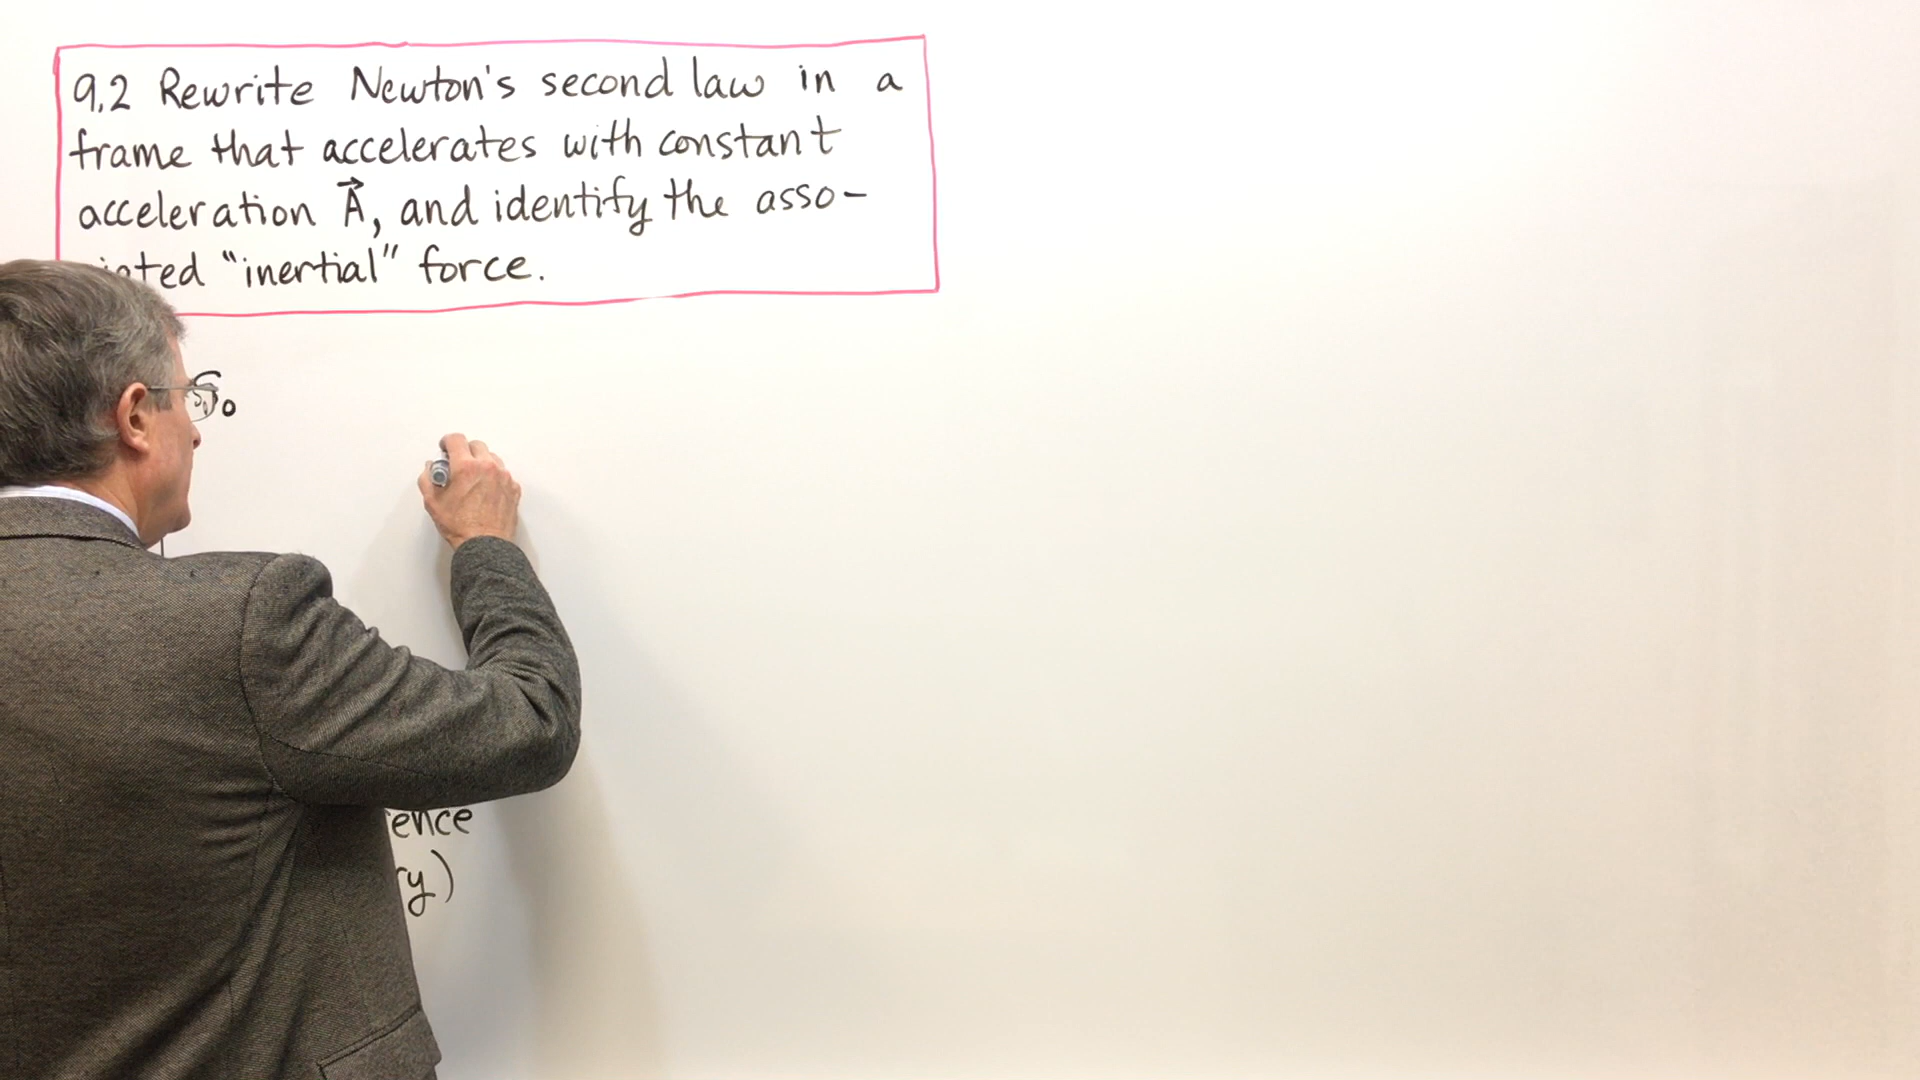 9.2 Rewrite Newton's second law in a
frame that accelerates with constant
acceleration A⃗, and identify the asso-
"inertial" force.
S₀